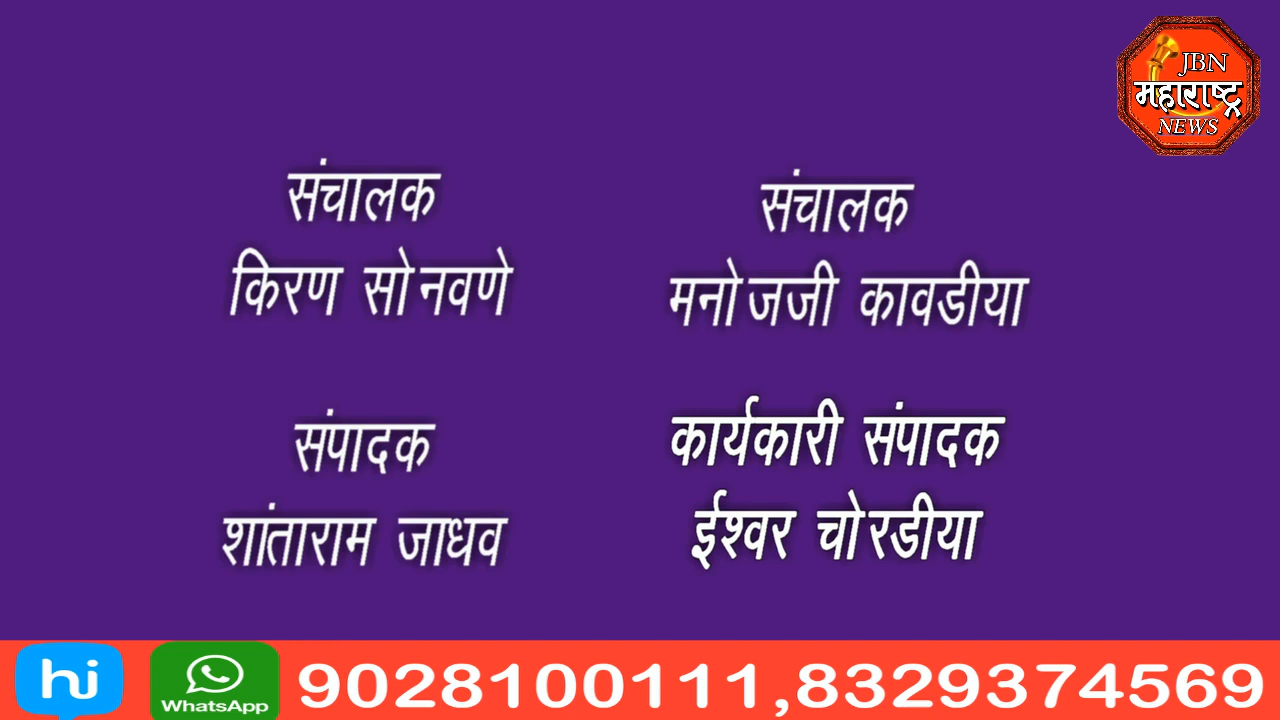 JBN
महाराष्ट्र
NEWS
संचालक
किरण सोनवणे
संचालक
मनोजजी कावडीया
संपादक
शांताराम जाधव
कार्यकारी संपादक
ईश्वर चोरडीया
hi
WhatsApp
9028100111,8329374569